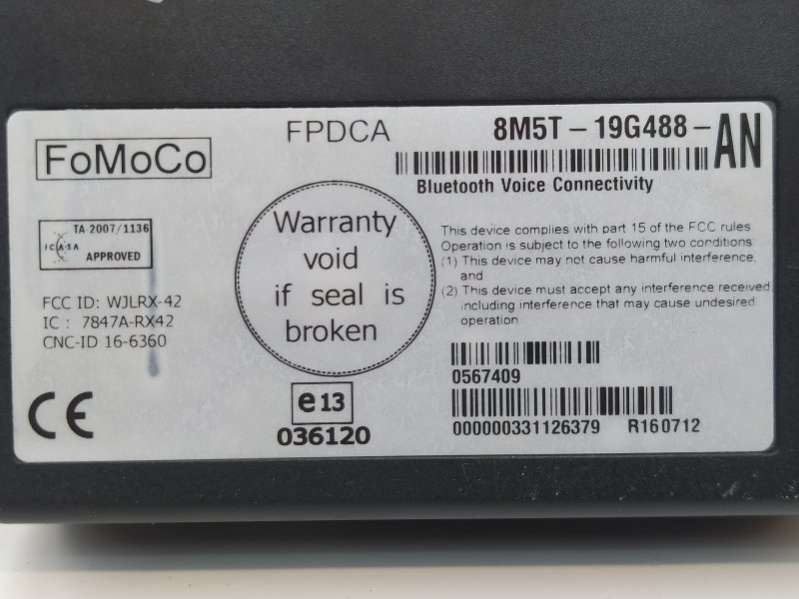 FoMoCo
FPDCA
8M5T-19G488-AN
Bluetooth Voice Connectivity
TA 2007/1136
ICASA
APPROVED
FCC ID: WJLRX-42
IC : 7847A-RX42
CNC-ID 16-6360
Warranty
void
if seal is
broken
This device complies with part 15 of the FCC rules
Operation is subject to the following two conditions
(1) This device may not cause harmful interference.
and
(2) This device must accept any interference received
including interference that may cause undesired
operation
0567409
CE
e13
036120
000000331126379 R160712